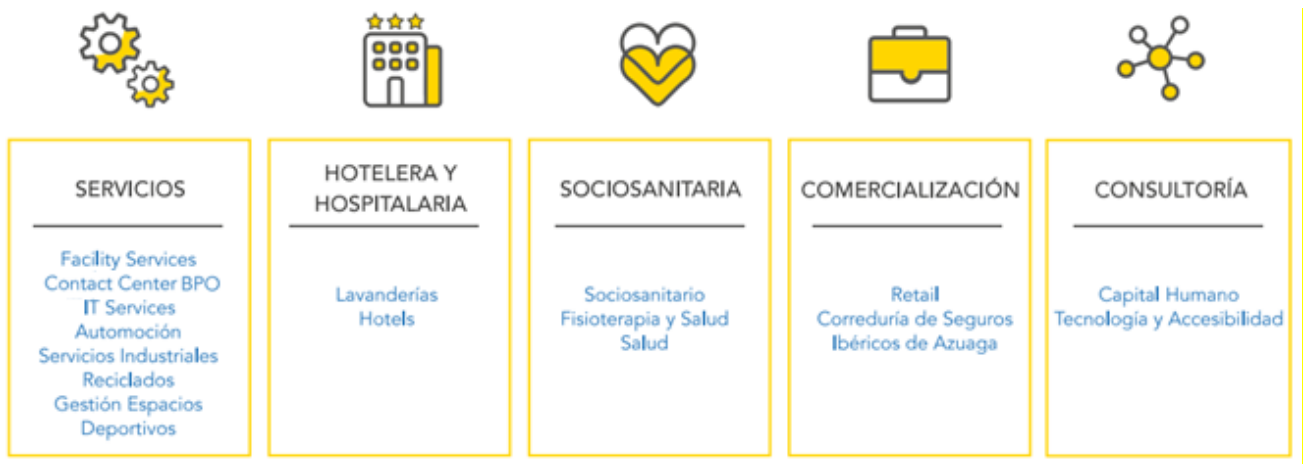 SERVICIOS
Facility Services
Contact Center BPO
IT Services
Automoción
Servicios Industriales
Reciclados
Gestión Espacios
Deportivos
HOTELERA Y
HOSPITALARIA
Lavanderías
Hotels
SOCIOSANITARIA
Sociosanitario
Fisioterapia y Salud
Salud
COMERCIALIZACIÓN
Retail
Correduría de Seguros
Ibéricos de Azuaga
CONSULTORÍA
Capital Humano
Tecnología y Accesibilidad